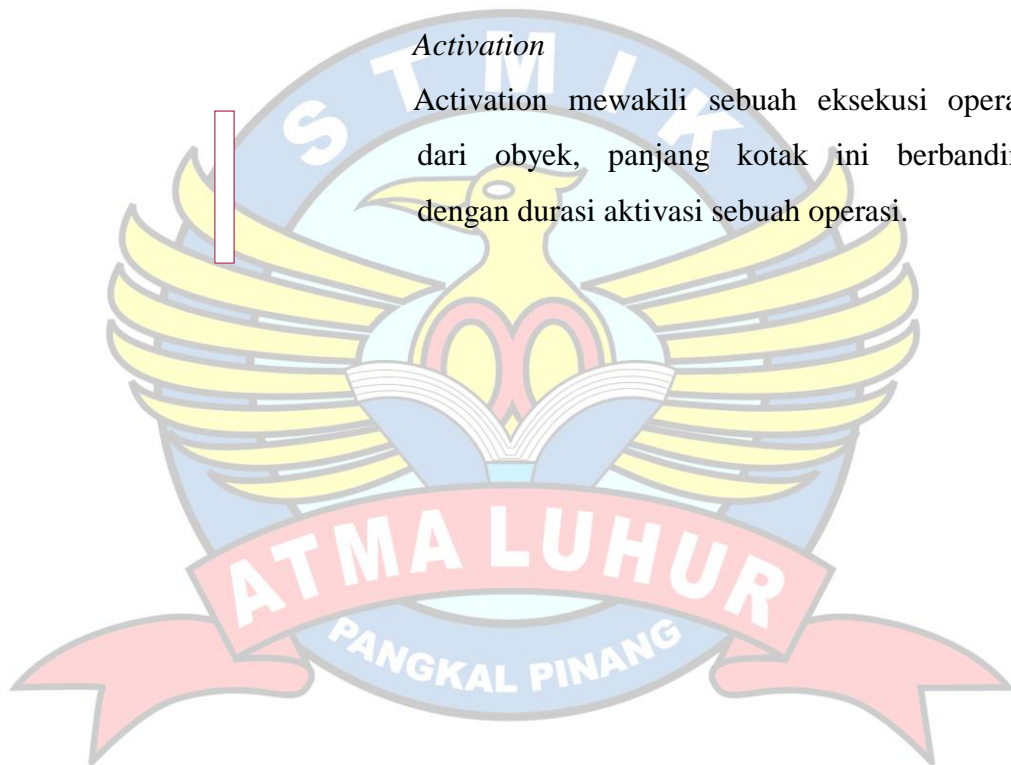 Activation
Activation mewakili sebuah eksekusi opera
dari obyek, panjang kotak ini berbandi
dengan durasi aktivasi sebuah operasi.
STMIK
ATMA LUHUR
PANGKAL PINANG